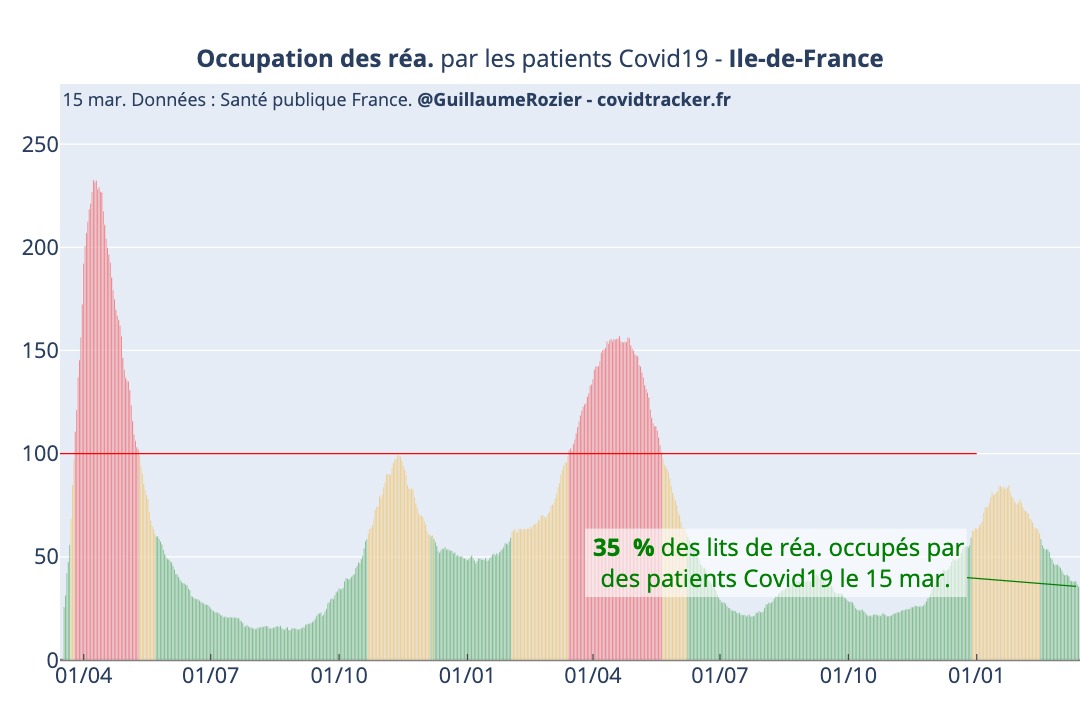 Occupation des réa. par les patients Covid19 - Ile-de-France
15 mar. Données : Santé publique France. @GuillaumeRozier - covidtracker.fr
250
200
150
100
50
0
35 % des lits de réa. occupés par
des patients Covid19 le 15 mar.
01/04 01/07 01/10 01/01 01/04 01/07 01/10 01/01